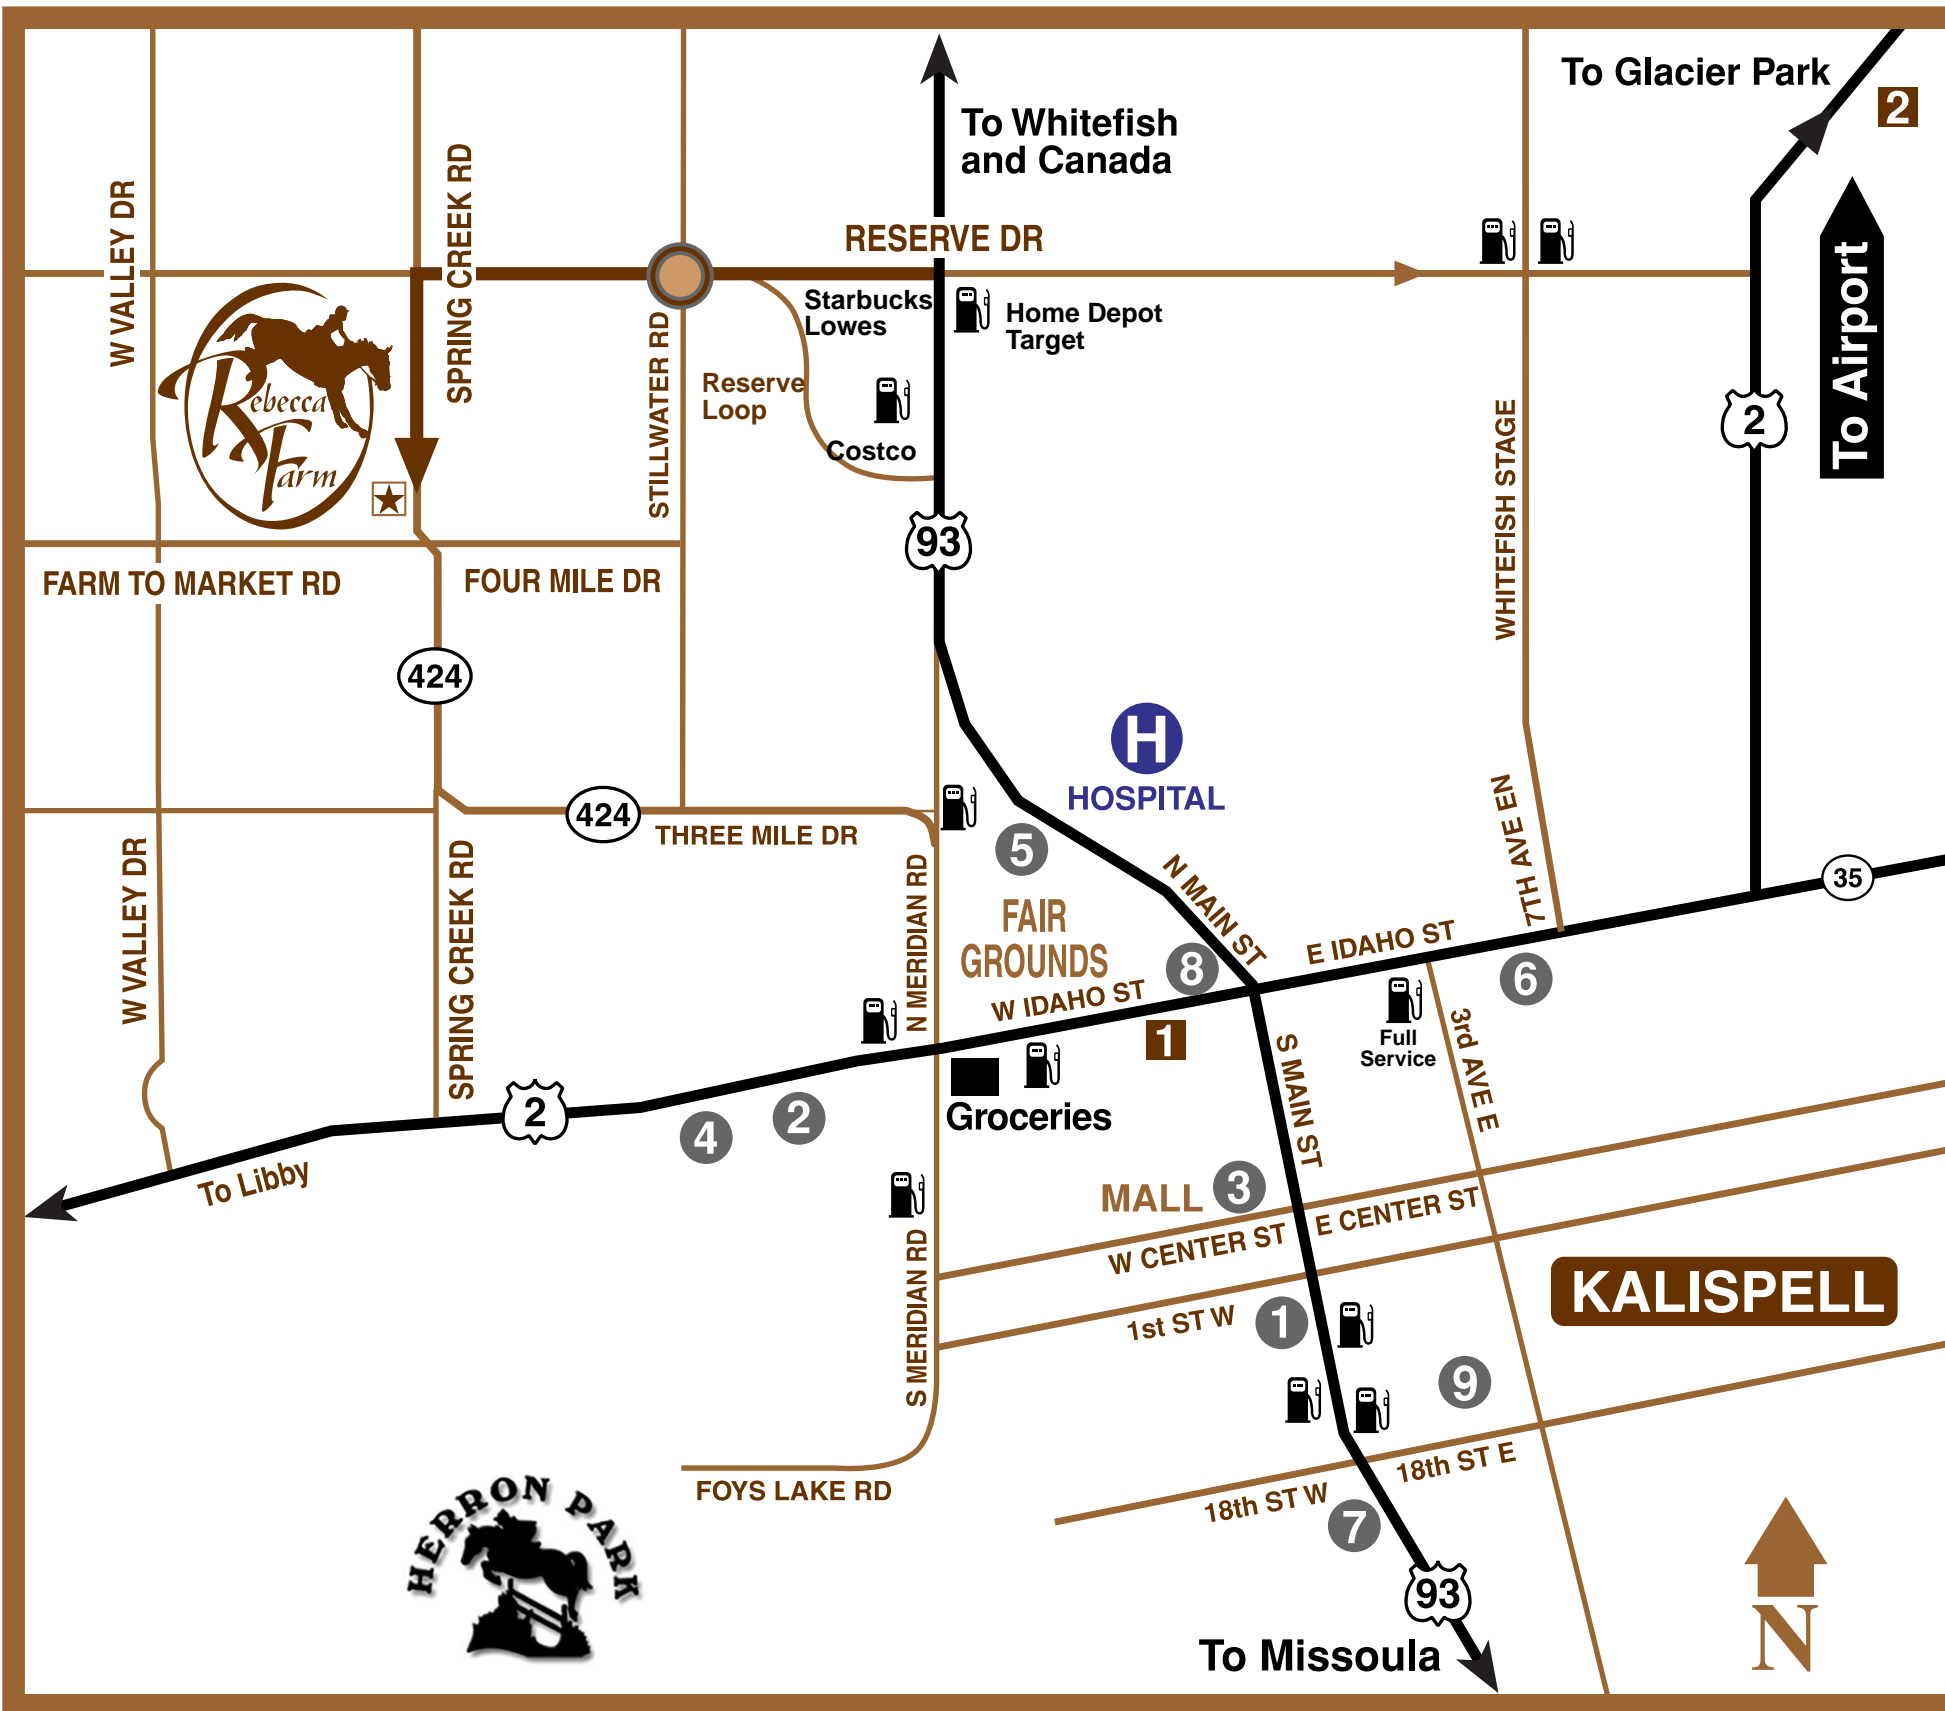 To Glacier Park
2
To Whitefish
and Canada
W VALLEY DR
SPRING CREEK RD
RESERVE DR
To Airport
Starbucks
Lowes
Home Depot
Target
STILLWATER RD
Reserve
Loop
Costco
Rebecca
Farm
WHITEFISH STAGE
2
93
FARM TO MARKET RD
FOUR MILE DR
424
H
HOSPITAL
424
THREE MILE DR
5
7TH AVE EN
W VALLEY DR
SPRING CREEK RD
N MERIDIAN RD
FAIR
GROUNDS
N MAIN ST
8
E IDAHO ST
35
6
W IDAHO ST
1
Full
Service
3rd AVE E
S MAIN ST
2
4
2
Groceries
To Libby
MALL
3
W CENTER ST
E CENTER ST
S MERIDIAN RD
1st ST W
1
KALISPELL
9
FOYS LAKE RD
18th ST W
18th ST E
7
HERRON PARK
93
To Missoula
N